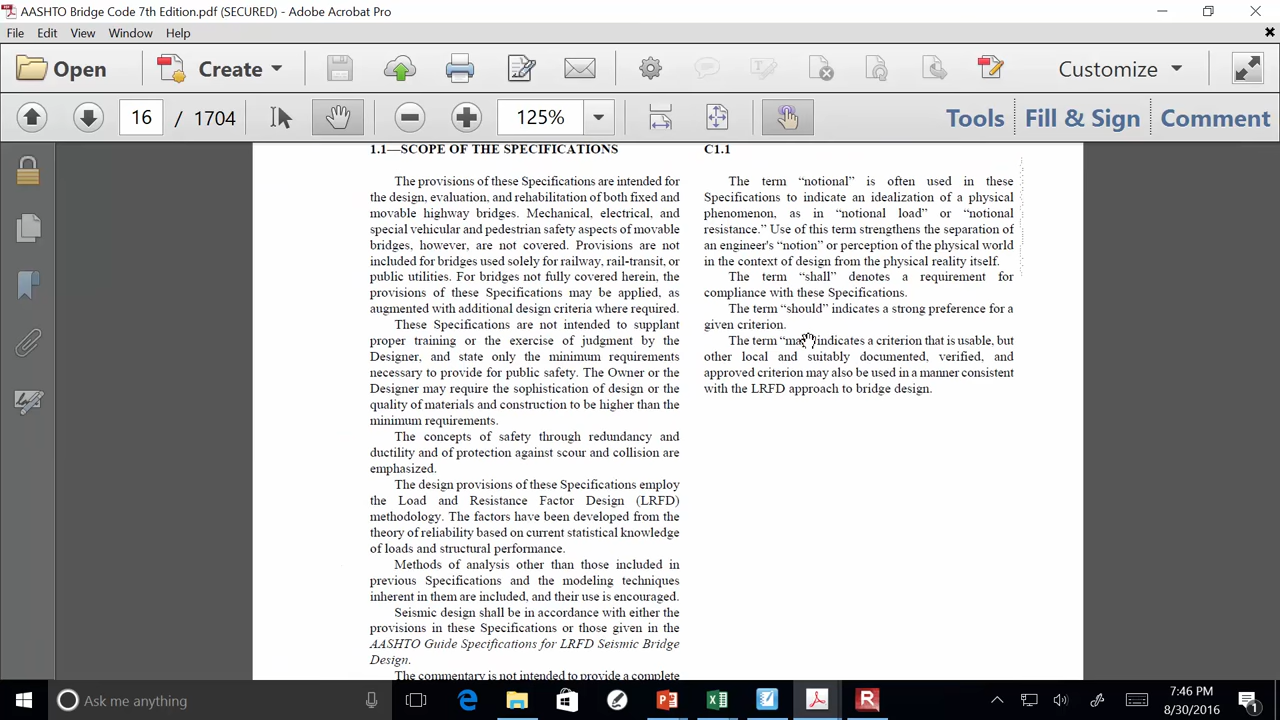 AASHTO Bridge Code 7th Edition.pdf (SECURED) - Adobe Acrobat Pro
File Edit View Window Help
Open Create Customize
16 / 1704 125% Tools Fill & Sign Comment
1.1—SCOPE OF THE SPECIFICATIONS
The provisions of these Specifications are intended for
the design, evaluation, and rehabilitation of both fixed and
movable highway bridges. Mechanical, electrical, and
special vehicular and pedestrian safety aspects of movable
bridges, however, are not covered. Provisions are not
included for bridges used solely for railway, rail-transit, or
public utilities. For bridges not fully covered herein, the
provisions of these Specifications may be applied, as
augmented with additional design criteria where required.
These Specifications are not intended to supplant
proper training or the exercise of judgment by the
Designer, and state only the minimum requirements
necessary to provide for public safety. The Owner or the
Designer may require the sophistication of design or the
quality of materials and construction to be higher than the
minimum requirements.
The concepts of safety through redundancy and
ductility and of protection against scour and collision are
emphasized.
The design provisions of these Specifications employ
the Load and Resistance Factor Design (LRFD)
methodology. The factors have been developed from the
theory of reliability based on current statistical knowledge
of loads and structural performance.
Methods of analysis other than those included in
previous Specifications and the modeling techniques
inherent in them are included, and their use is encouraged.
Seismic design shall be in accordance with either the
provisions in these Specifications or those given in the
AASHTO Guide Specifications for LRFD Seismic Bridge
Design.
The commentary is not intended to provide a complete
C1.1
The term “notional” is often used in these
Specifications to indicate an idealization of a physical
phenomenon, as in “notional load” or “notional
resistance.” Use of this term strengthens the separation of
an engineer's “notion” or perception of the physical world
in the context of design from the physical reality itself.
The term “shall” denotes a requirement for
compliance with these Specifications.
The term “should” indicates a strong preference for a
given criterion.
The term “may” indicates a criterion that is usable, but
other local and suitably documented, verified, and
approved criterion may also be used in a manner consistent
with the LRFD approach to bridge design.
Ask me anything
7:46 PM
8/30/2016
1